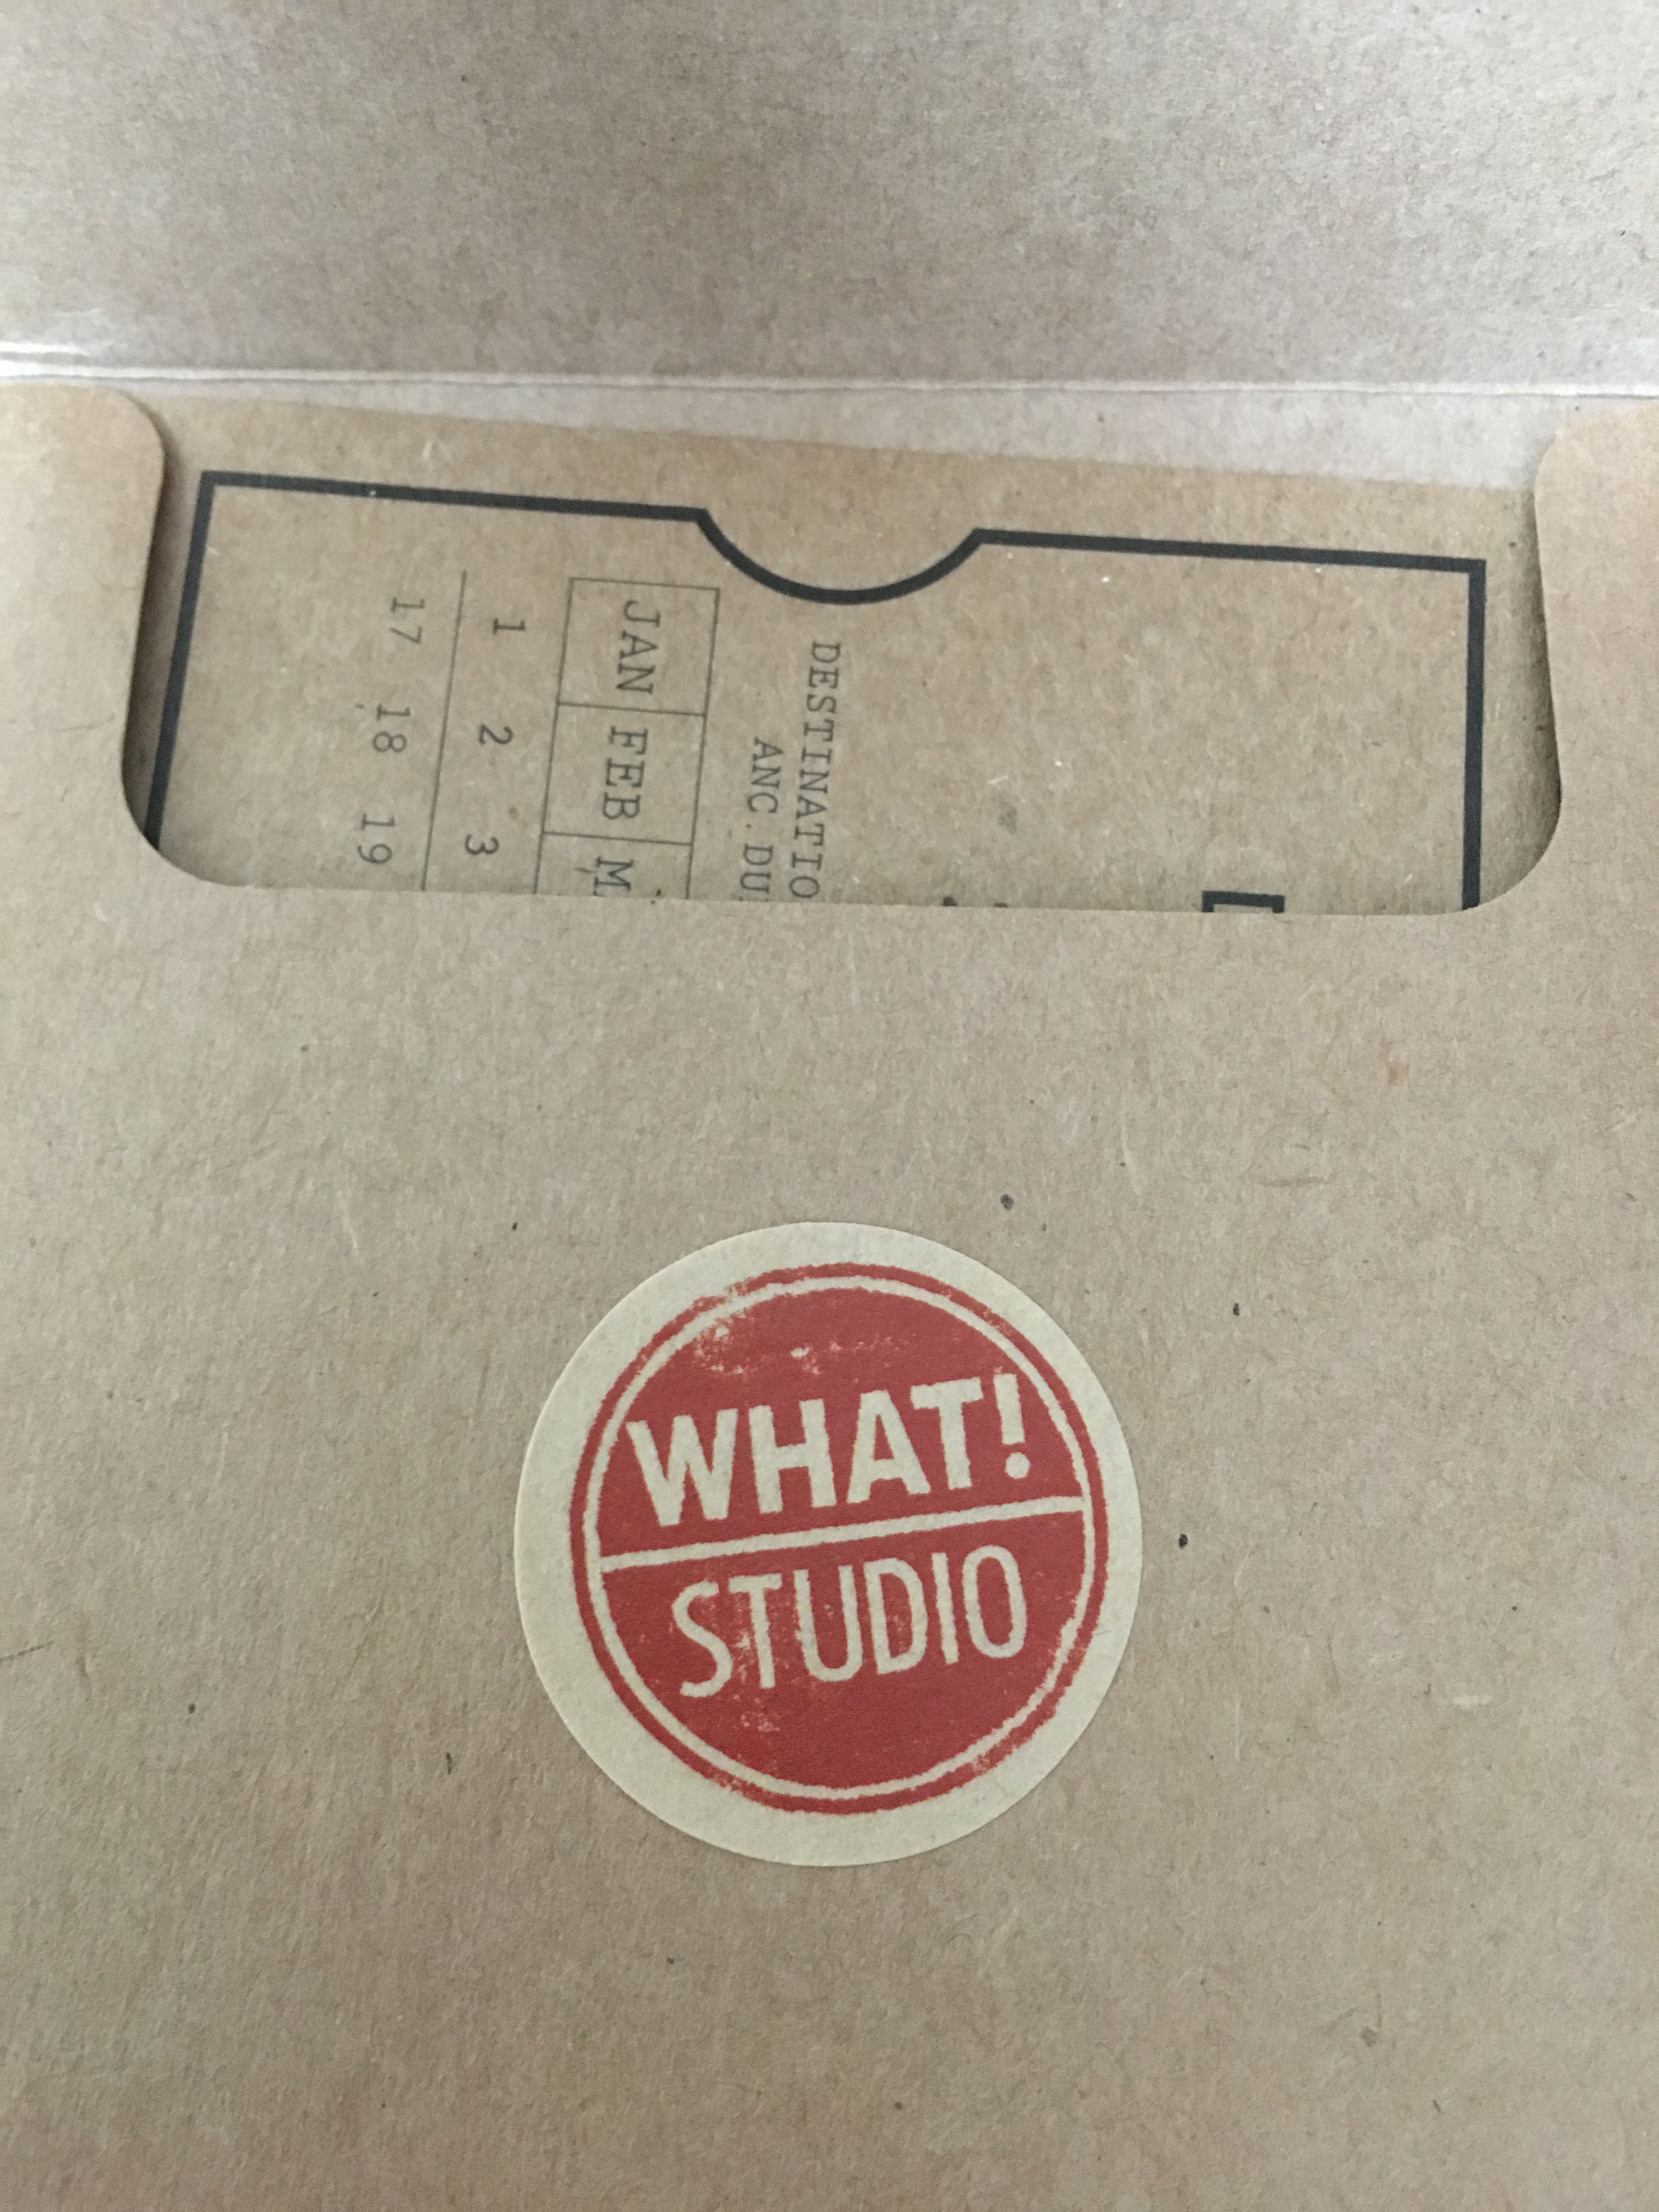 DESTINATIO
ANC.DU
JAN FEB M
1 2 3
17 18 19
WHAT!
STUDIO